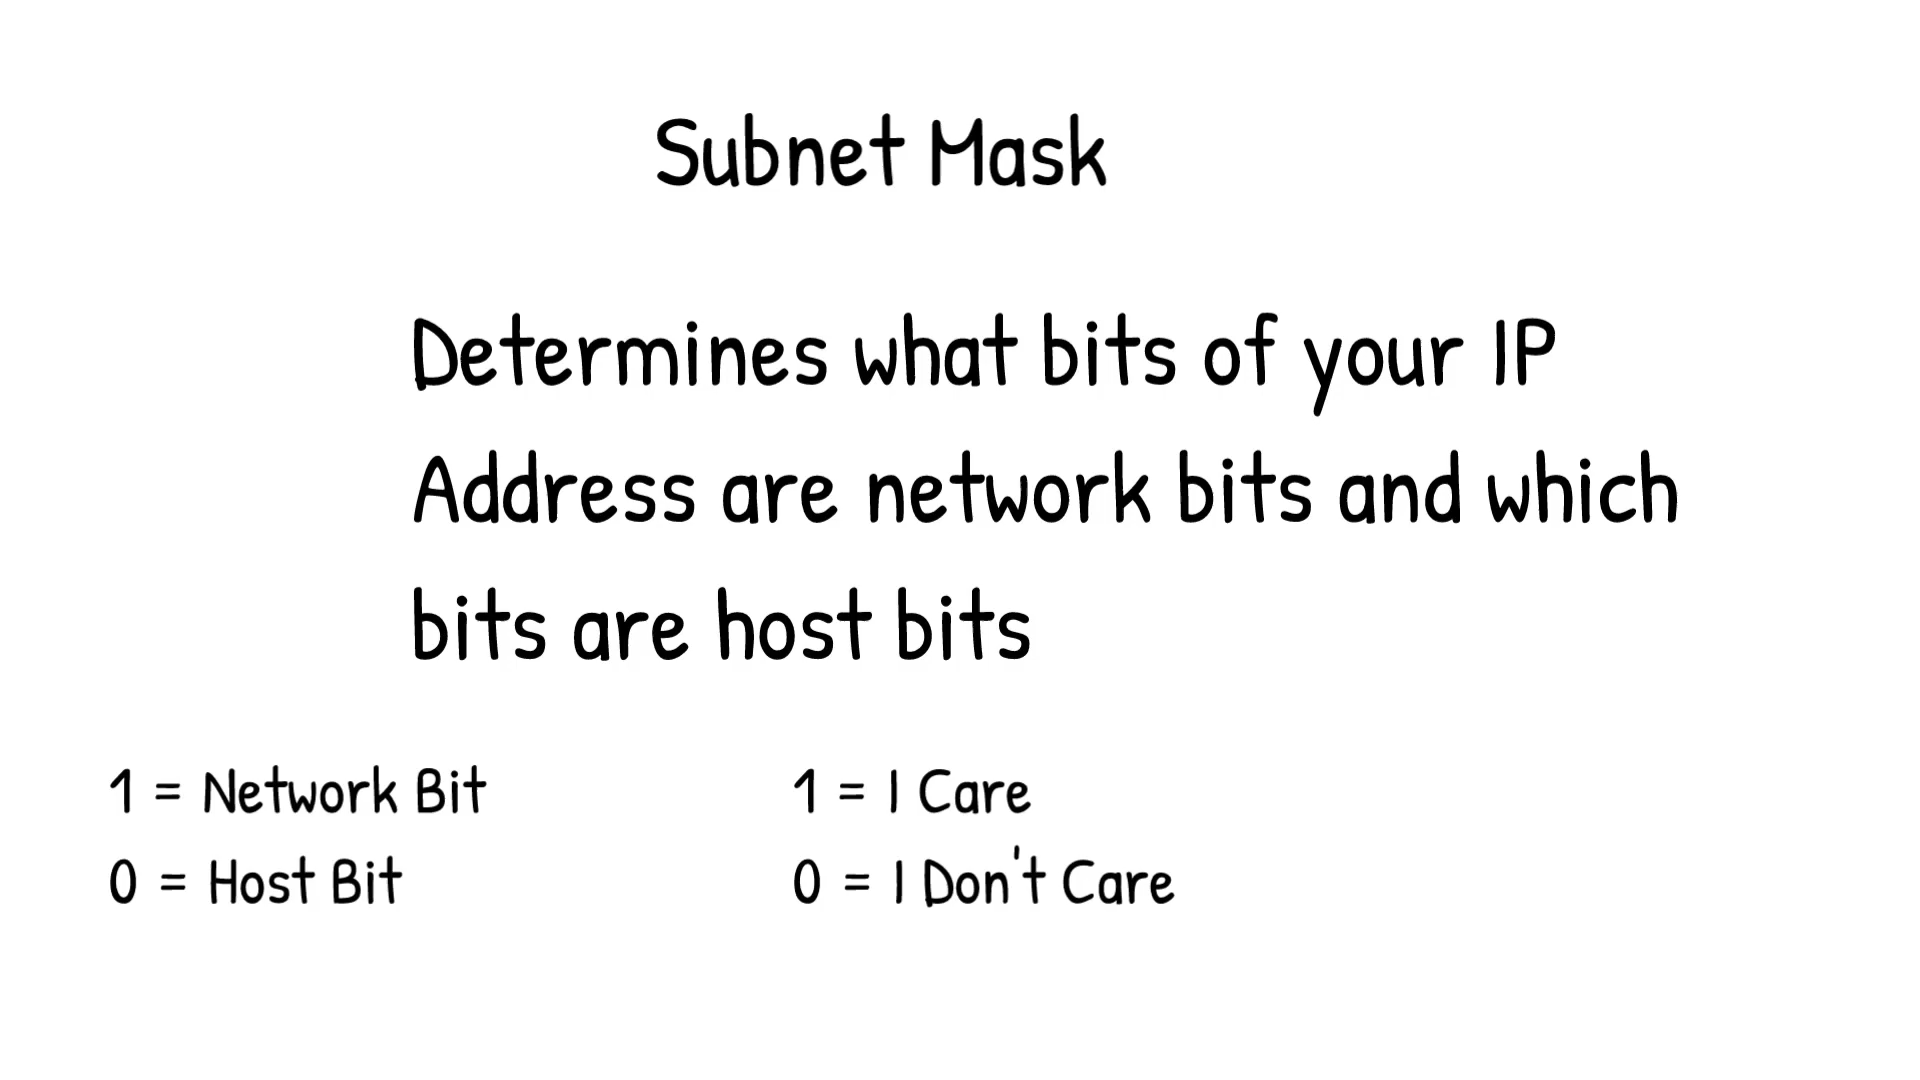 Subnet Mask
Determines what bits of your IP
Address are network bits and which
bits are host bits
1 = Network Bit
0 = Host Bit
1 = I Care
0 = I Don't Care